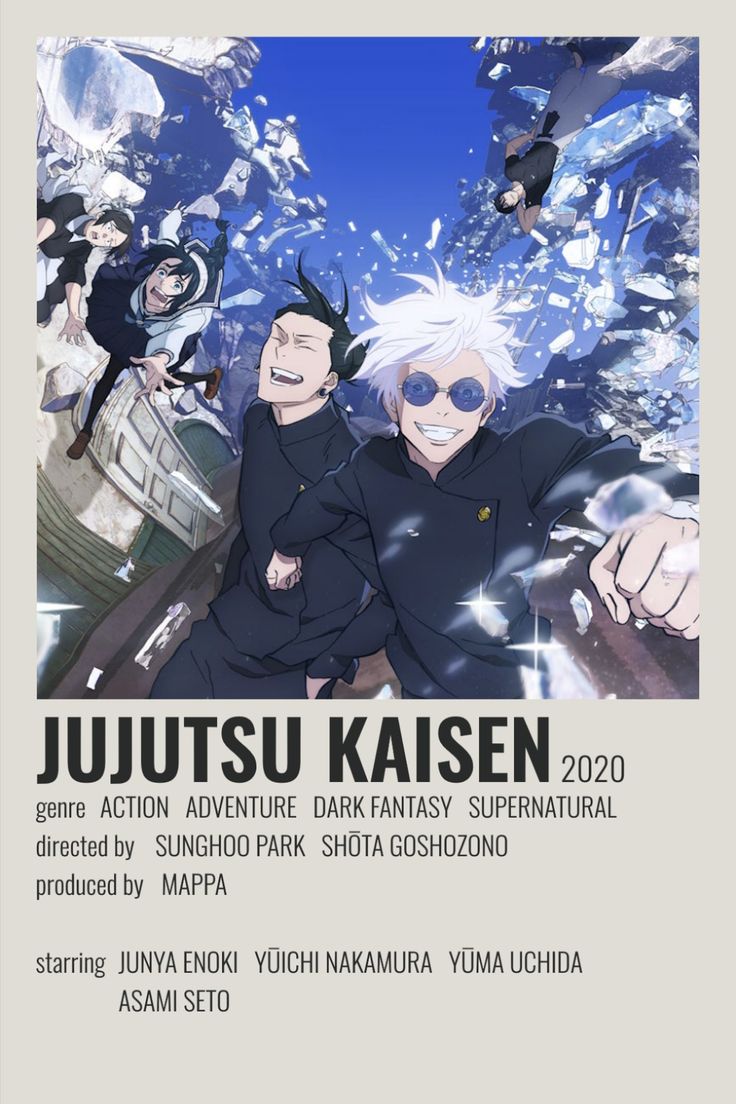 JUJUTSU KAISEN 2020
genre ACTION ADVENTURE DARK FANTASY SUPERNATURAL
directed by SUNGHOO PARK SHŌTA GOSHOZONO
produced by MAPPA
starring JUNYA ENOKI YŪICHI NAKAMURA YŪMA UCHIDA
ASAMI SETO